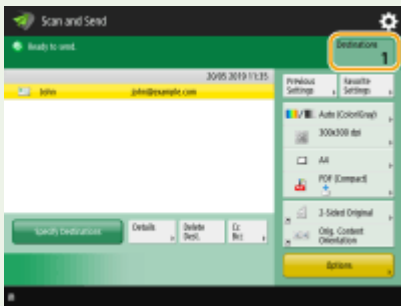 Scan and Send
Ready to send.
Destinations
1
20/05 2019 11:35
John
john@example.com
Previous
Settings
Favorite
Settings
Auto (Color/Gray)
300x300 dpi
A4
PDF (Compact)
2-Sided Original
Orig. Content
Orientation
Specify Destinations
Details
Delete
Dest.
Cc
Bcc
Options